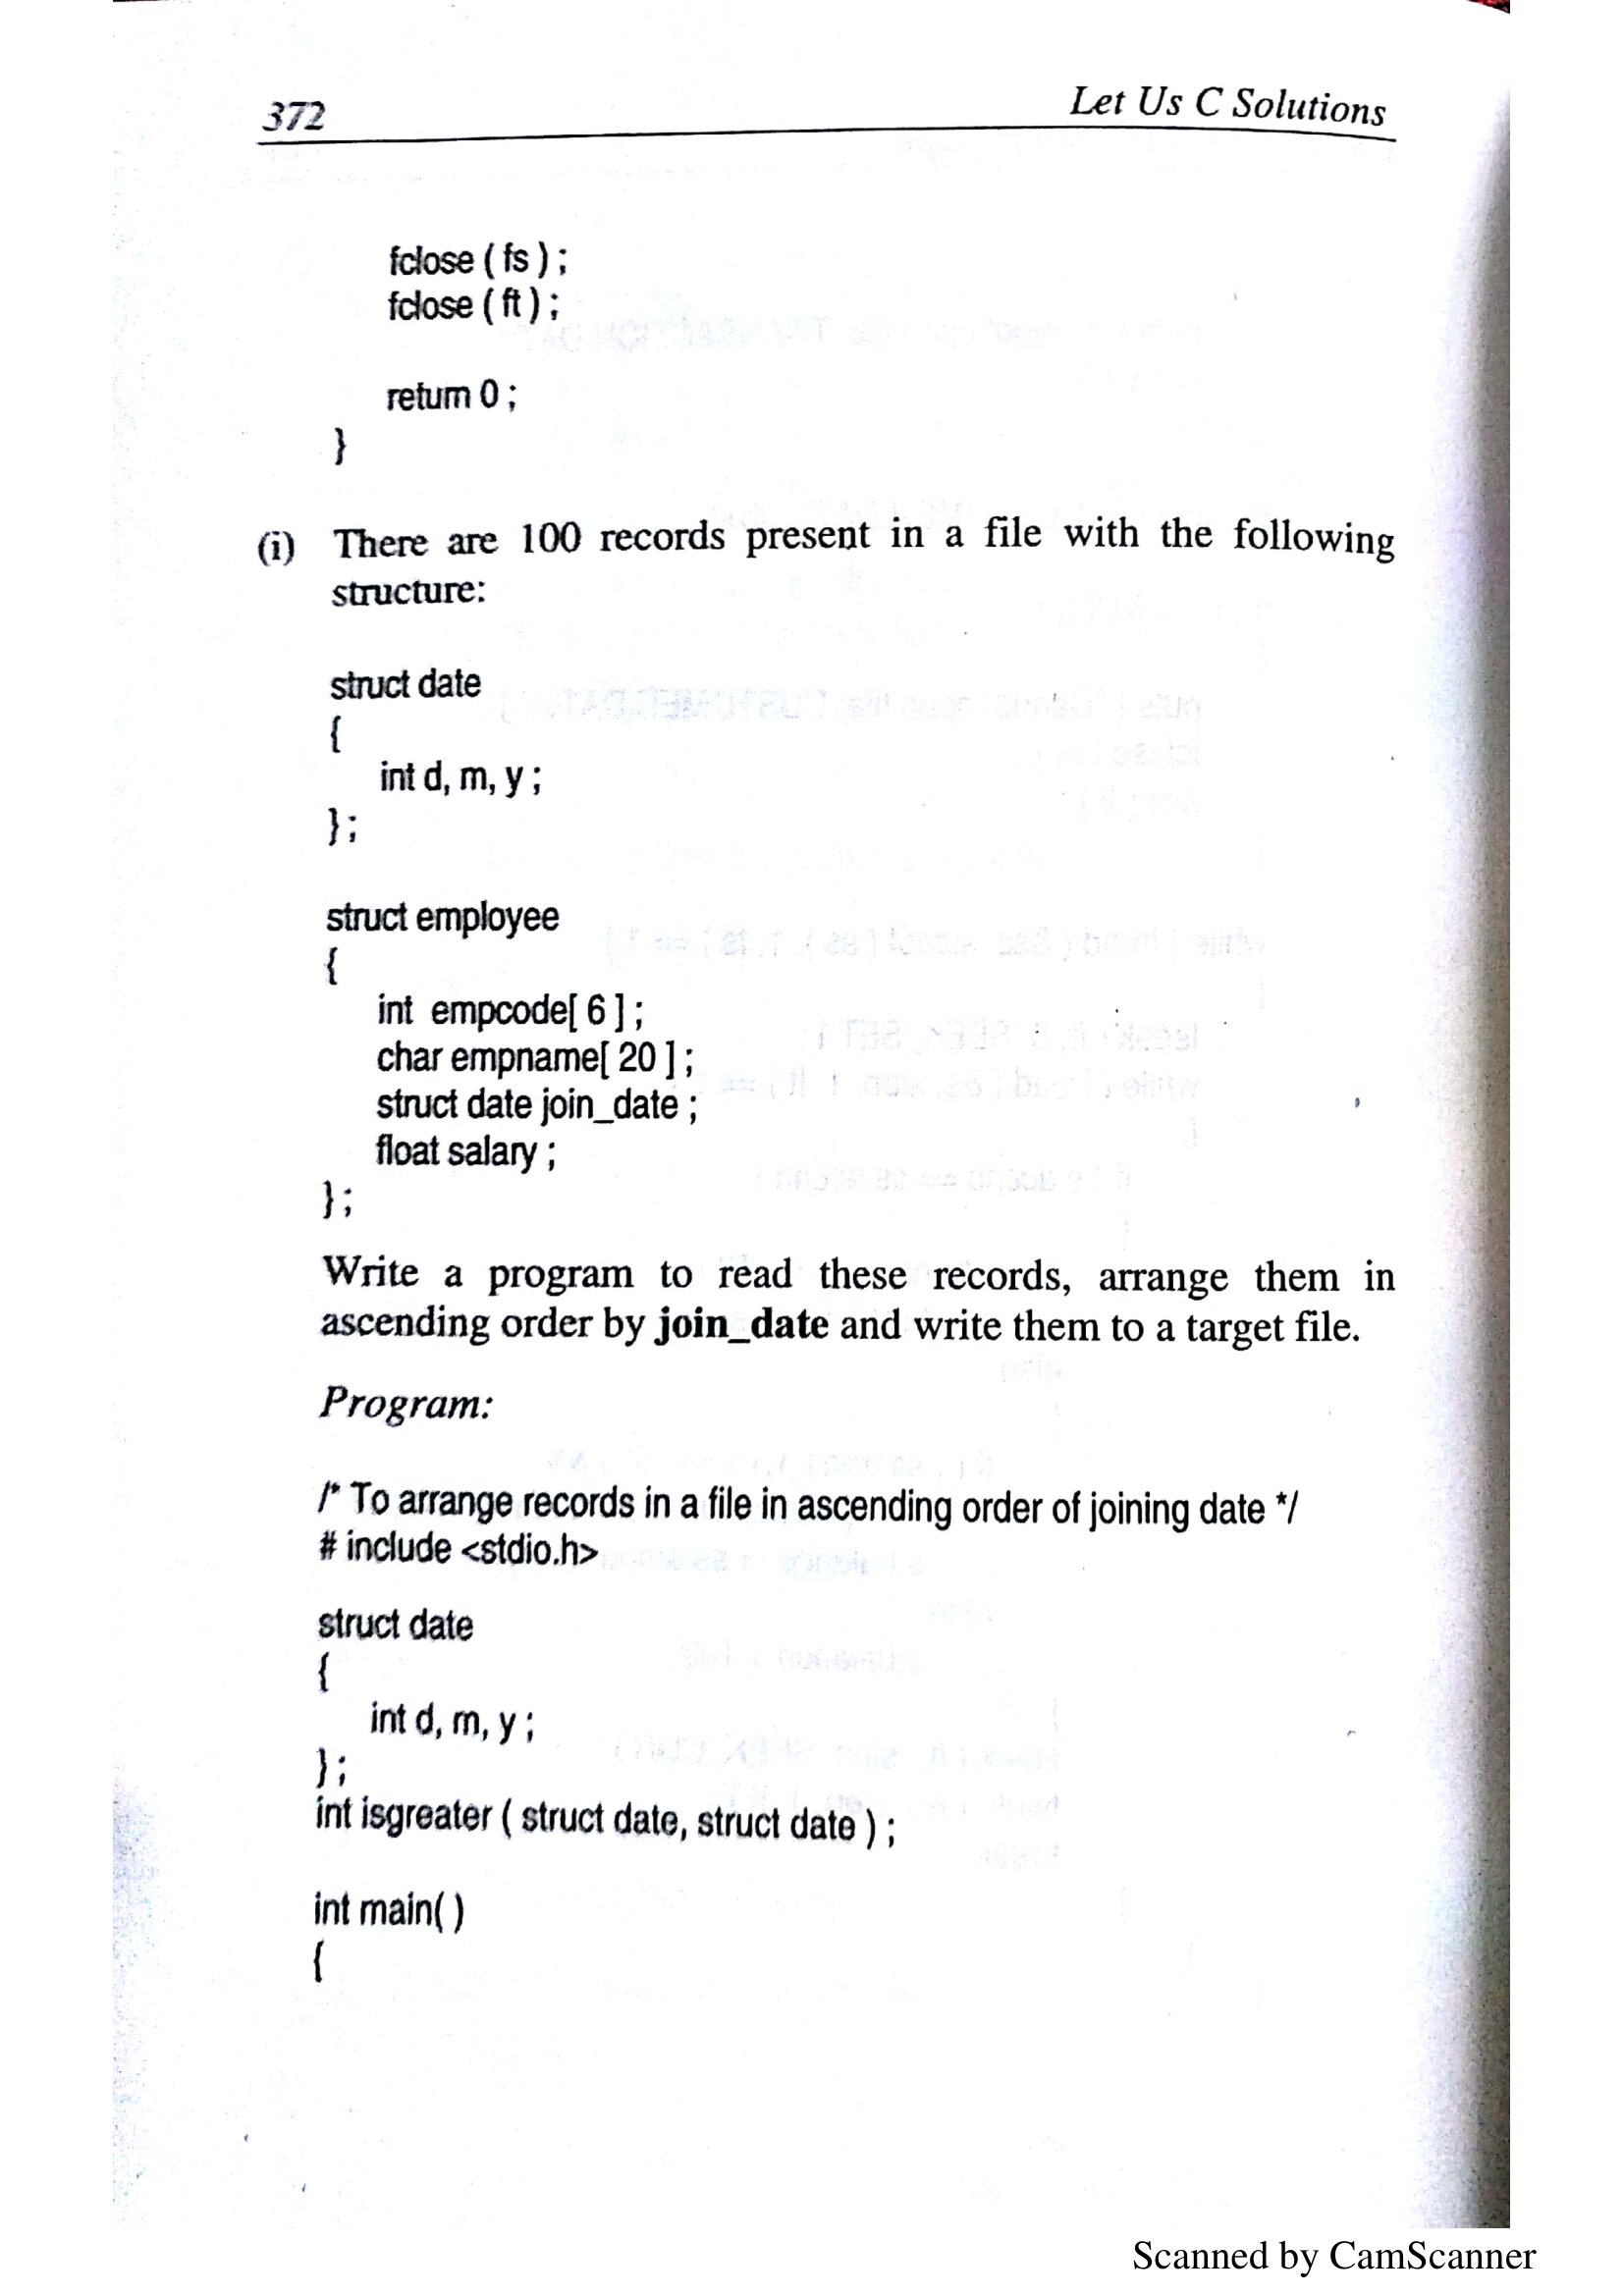 372
Let Us C Solutions
fclose ( fs ) ;
fclose ( ft ) ;
return 0 ;
}
(i) There are 100 records present in a file with the following
structure:
struct date
{
int d, m, y ;
} ;
struct employee
{
int empcode[ 6 ] ;
char empname[ 20 ] ;
struct date join_date ;
float salary ;
} ;
Write a program to read these records, arrange them in
ascending order by join_date and write them to a target file.
Program:
/* To arrange records in a file in ascending order of joining date */
# include <stdio.h>
struct date
{
int d, m, y ;
} ;
int isgreater ( struct date, struct date ) ;
int main( )
{
Scanned by CamScanner